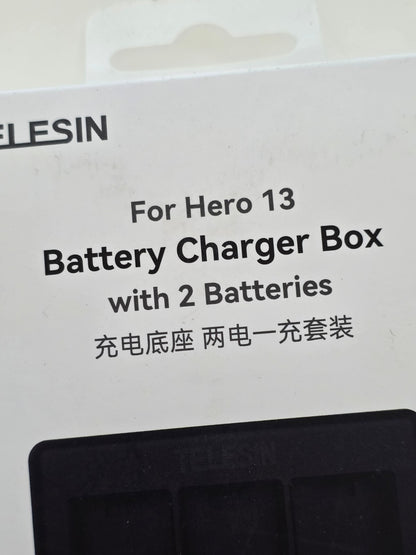 TELESIN
For Hero 13
Battery Charger Box
with 2 Batteries
充电底座 两电一充套装
TELESIN